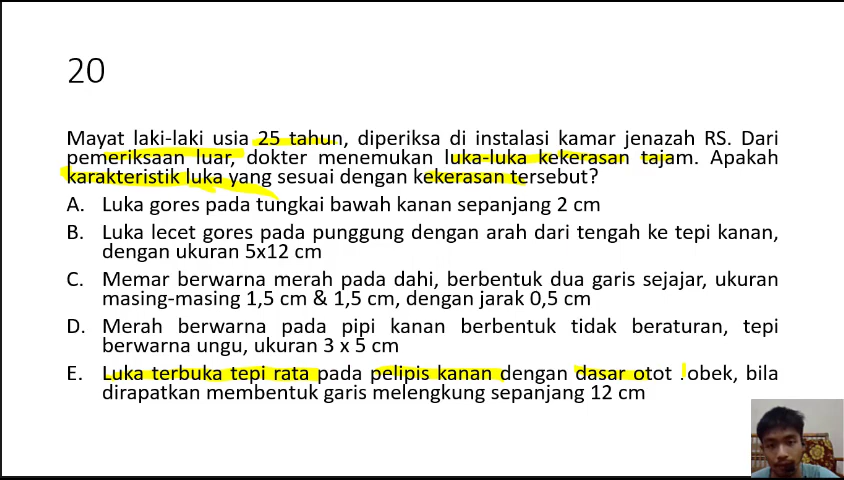 20
Mayat laki-laki usia 25 tahun, diperiksa di instalasi kamar jenazah RS. Dari
pemeriksaan luar, dokter menemukan luka-luka kekerasan tajam. Apakah
karakteristik luka yang sesuai dengan kekerasan tersebut?
A. Luka gores pada tungkai bawah kanan sepanjang 2 cm
B. Luka lecet gores pada punggung dengan arah dari tengah ke tepi kanan,
dengan ukuran 5x12 cm
C. Memar berwarna merah pada dahi, berbentuk dua garis sejajar, ukuran
masing-masing 1,5 cm & 1,5 cm, dengan jarak 0,5 cm
D. Merah berwarna pada pipi kanan berbentuk tidak beraturan, tepi
berwarna ungu, ukuran 3 x 5 cm
E. Luka terbuka tepi rata pada pelipis kanan dengan dasar otot obek, bila
dirapatkan membentuk garis melengkung sepanjang 12 cm